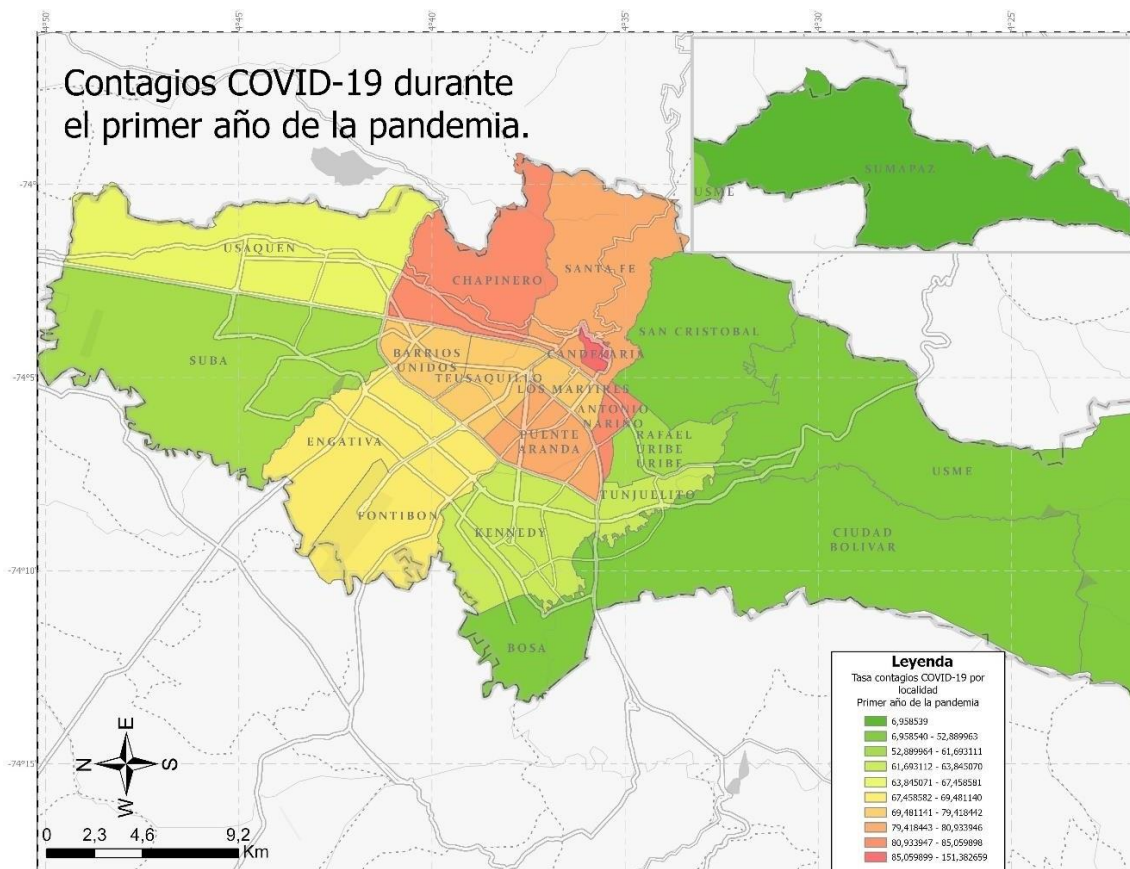 4°50'
4°45'
4°40'
4°35'
4°30'
4°25'
Contagios COVID-19 durante
el primer año de la pandemia.
SUMAPAZ
USME
-74°
USAQUEN
CHAPINERO
SANTA FE
SAN CRISTOBAL
SUBA
BARRIOS
UNIDOS
TEUSAQUILLO
CANDELARIA
LOS MARTIRES
-74°5'
ANTONIO
NARIÑO
ENGATIVA
PUENTE
ARANDA
RAFAEL
URIBE
URIBE
USME
TUNJUELITO
FONTIBON
KENNEDY
CIUDAD
BOLIVAR
-74°10'
BOSA
-74°15'
E
N
S
W
0 2,3 4,6 9,2
Km
Leyenda
Tasa contagios COVID-19 por
localidad
Primer año de la pandemia
6,958539
6,958540 - 52,889963
52,889964 - 61,693111
61,693112 - 63,845070
63,845071 - 67,458581
67,458582 - 69,481140
69,481141 - 79,418442
79,418443 - 80,933946
80,933947 - 85,059898
85,059899 - 151,382659